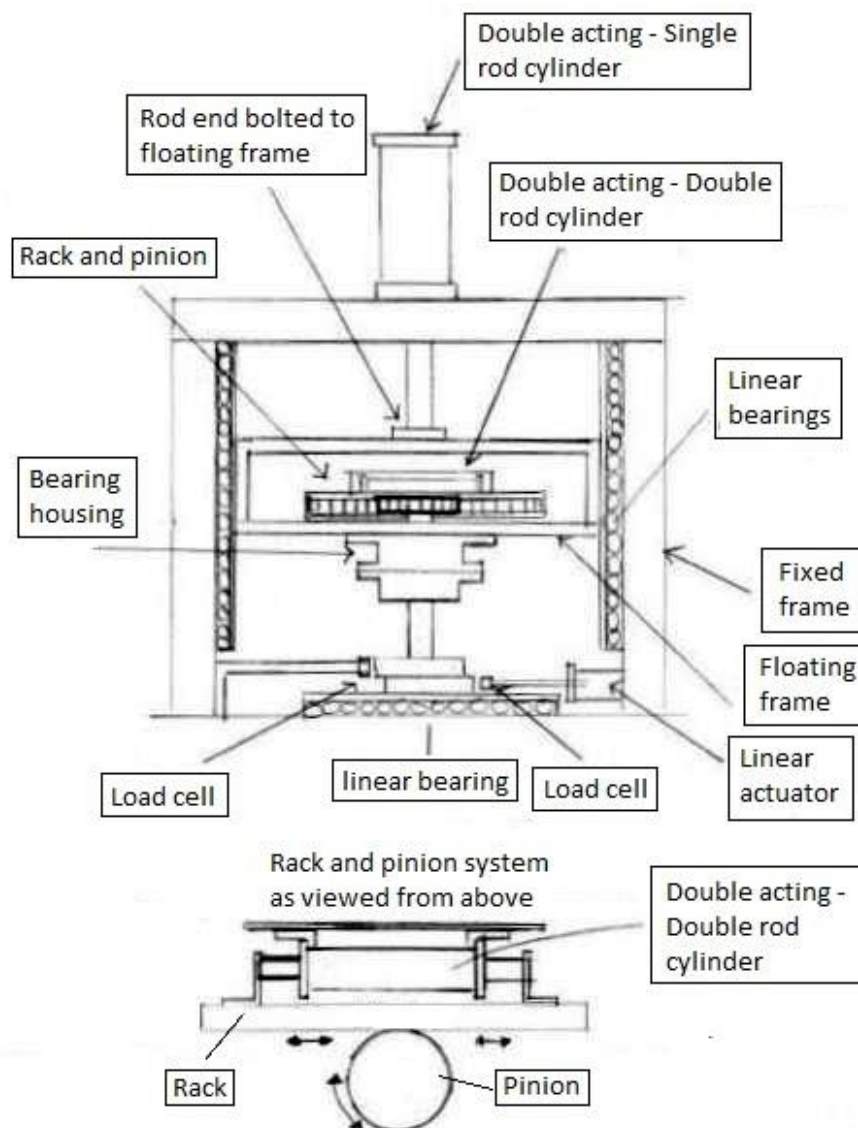 Double acting - Single
rod cylinder
Rod end bolted to
floating frame
Double acting - Double
rod cylinder
Rack and pinion
Linear
bearings
Bearing
housing
Fixed
frame
Floating
frame
Load cell
linear bearing
Load cell
Linear
actuator
Rack and pinion system
as viewed from above
Double acting -
Double rod
cylinder
Rack
Pinion